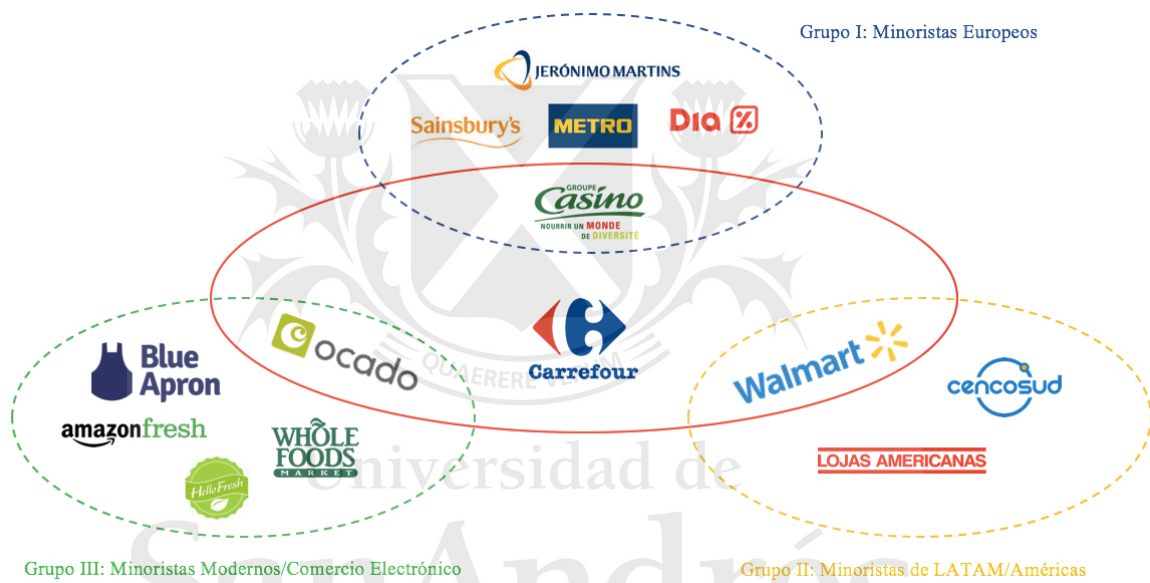 Grupo I: Minoristas Europeos
JERÓNIMO MARTINS
Sainsbury's
METRO
Dia %
GROUPE
Casino
NOURRIR UN MONDE
DE DIVERSITÉ
Carrefour
QUAERERE VERUM
ocado
Blue
Apron
amazonfresh
WHOLE
FOODS
MARKET
HelloFresh
Walmart
cencosud
LOJAS AMERICANAS
Universidad de
SanAndrés
Grupo III: Minoristas Modernos/Comercio Electrónico
Grupo II: Minoristas de LATAM/Américas